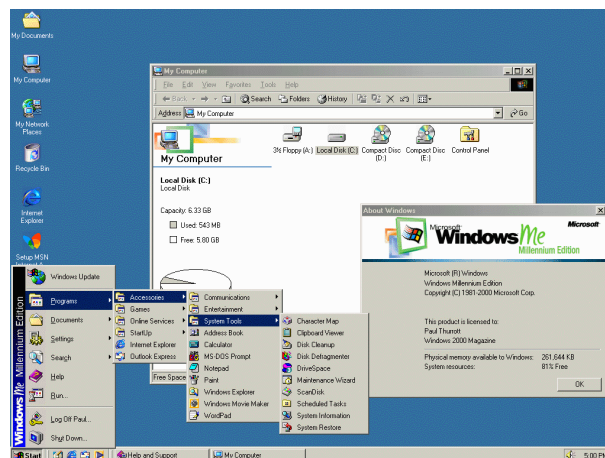 My Documents
My Computer
My Network
Places
Recycle Bin
Internet
Explorer
Setup MSN
My Computer
File Edit View Favorites Tools Help
Back Search Folders History
Address My Computer Go
My Computer
3½ Floppy (A:) Local Disk (C:) Compact Disc (D:) Compact Disc (E:) Control Panel
Local Disk (C:)
Local Disk
Capacity: 6.33 GB
Used: 543 MB
Free: 5.80 GB
Free Space
About Windows
Microsoft
Microsoft
Windows Me
Millennium Edition
Microsoft (R) Windows
Windows Millennium Edition
Copyright (C) 1981-2000 Microsoft Corp.
This product is licensed to:
Paul Thurrott
Windows 2000 Magazine
Physical memory available to Windows: 261,644 KB
System resources: 81% Free
OK
Windows Me Millennium Edition
Windows Update
Programs
Documents
Settings
Search
Help
Run...
Log Off Paul...
Shut Down...
Accessories
Games
Online Services
StartUp
Internet Explorer
Outlook Express
Communications
Entertainment
System Tools
Address Book
Calculator
MS-DOS Prompt
Notepad
Paint
Windows Explorer
Windows Movie Maker
WordPad
Character Map
Clipboard Viewer
Disk Cleanup
Disk Defragmenter
DriveSpace
Maintenance Wizard
ScanDisk
Scheduled Tasks
System Information
System Restore
Start Help and Support My Computer 5:00 PM